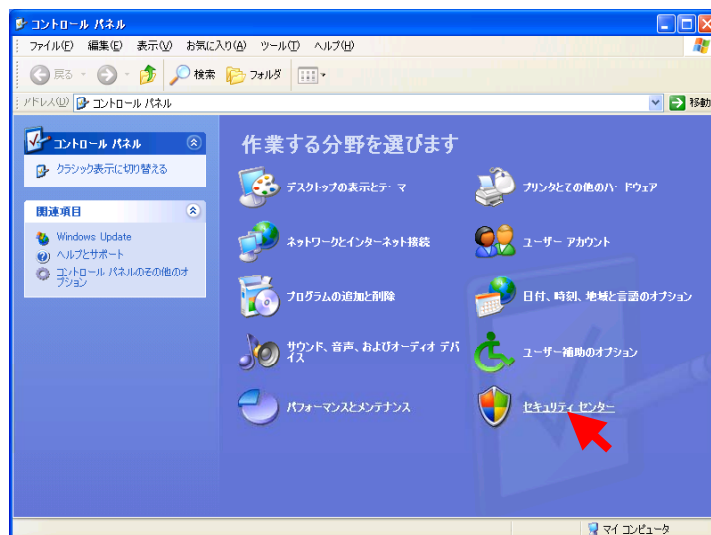 コントロール パネル
ファイル(F) 編集(E) 表示(V) お気に入り(A) ツール(T) ヘルプ(H)
戻る 検索 フォルダ
アドレス(D) コントロール パネル 移動
コントロール パネル
クラシック表示に切り替える
関連項目
Windows Update
ヘルプとサポート
コントロール パネルのその他のオ
プション
作業する分野を選びます
デスクトップの表示とテーマ
プリンタとその他のハードウェア
ネットワークとインターネット接続
ユーザー アカウント
プログラムの追加と削除
日付、時刻、地域と言語のオプション
サウンド、音声、およびオーディオ デバ
イス
ユーザー補助のオプション
パフォーマンスとメンテナンス
セキュリティ センター
マイ コンピュータ